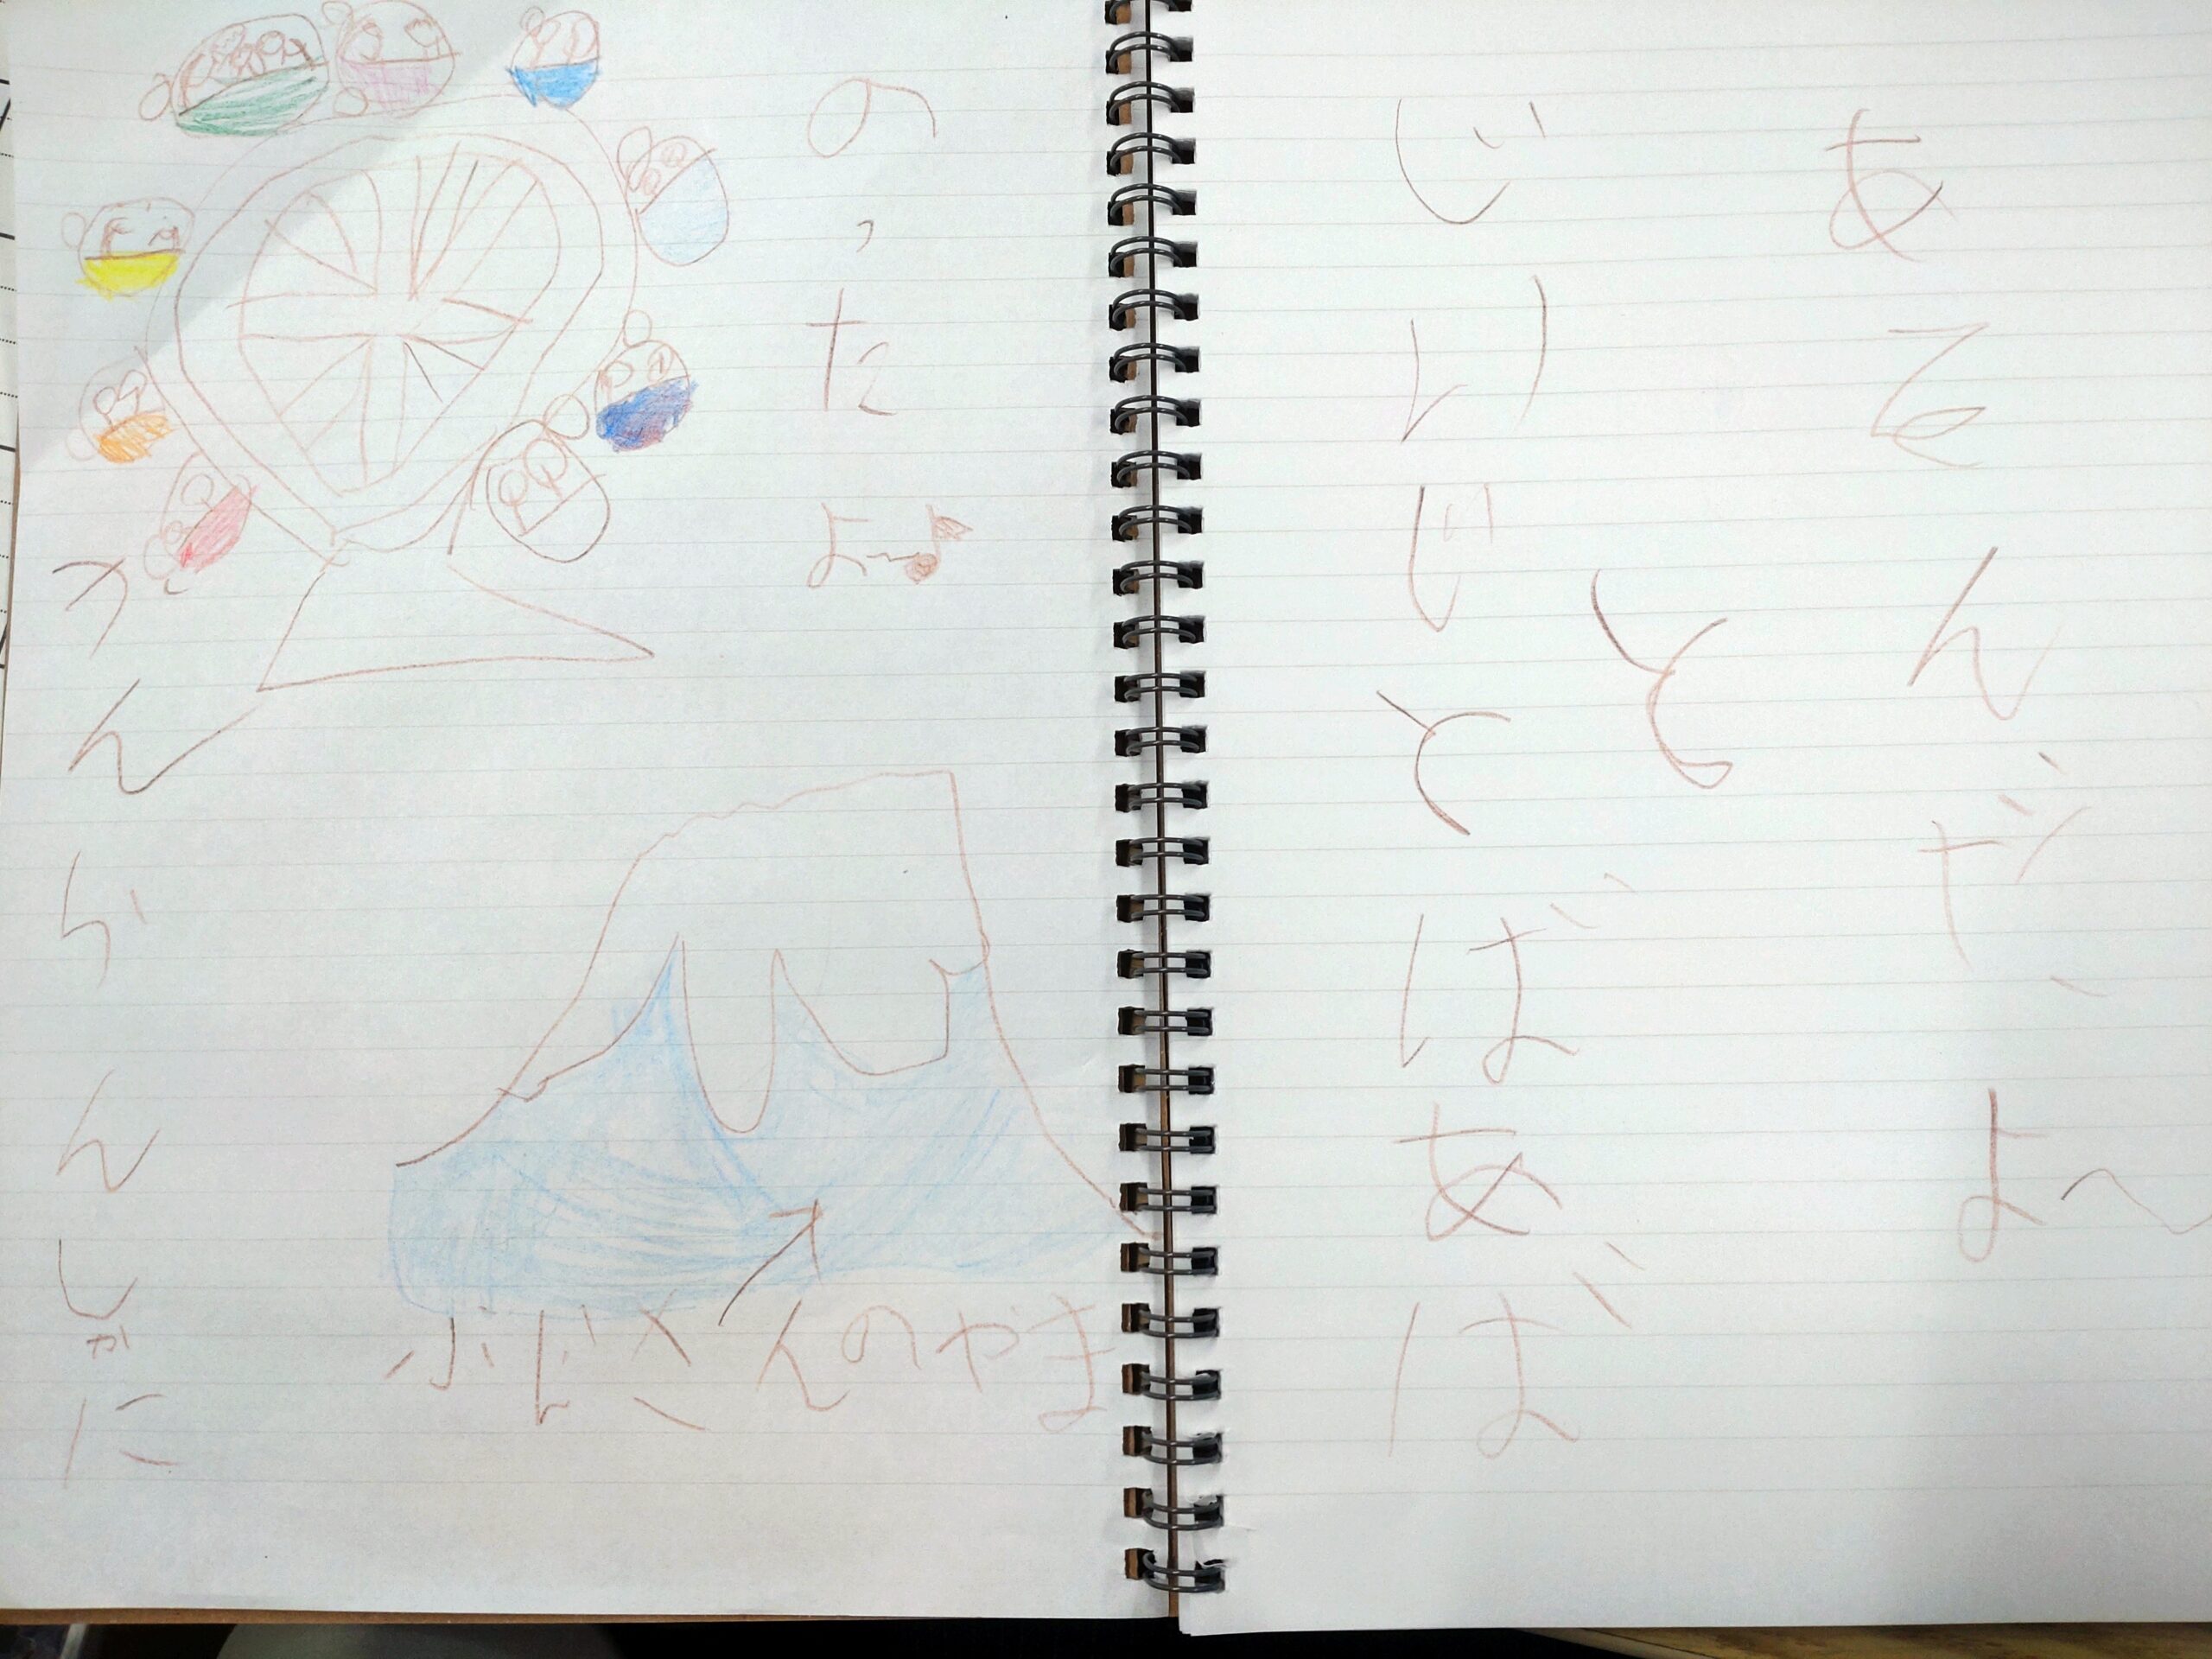 かんらんしゃに
のったよ〜♪
ふじさんのやま
じいじとばあば
と
あそんだよ〜